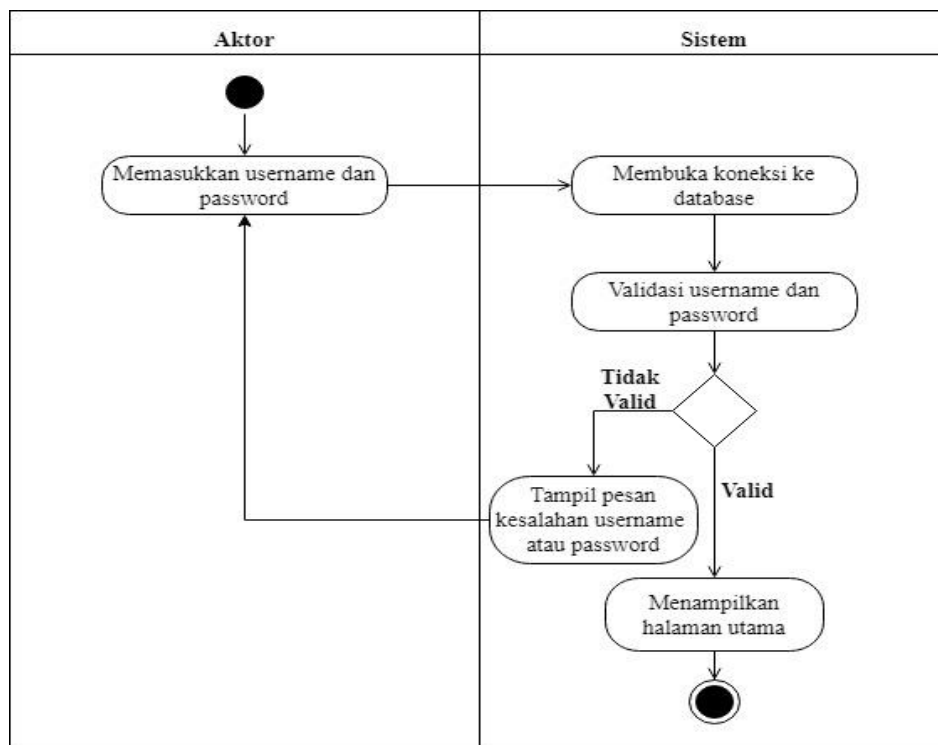 Aktor
Sistem
Memasukkan username dan
password
Membuka koneksi ke
database
Validasi username dan
password
Tidak
Valid
Valid
Tampil pesan
kesalahan username
atau password
Menampilkan
halaman utama